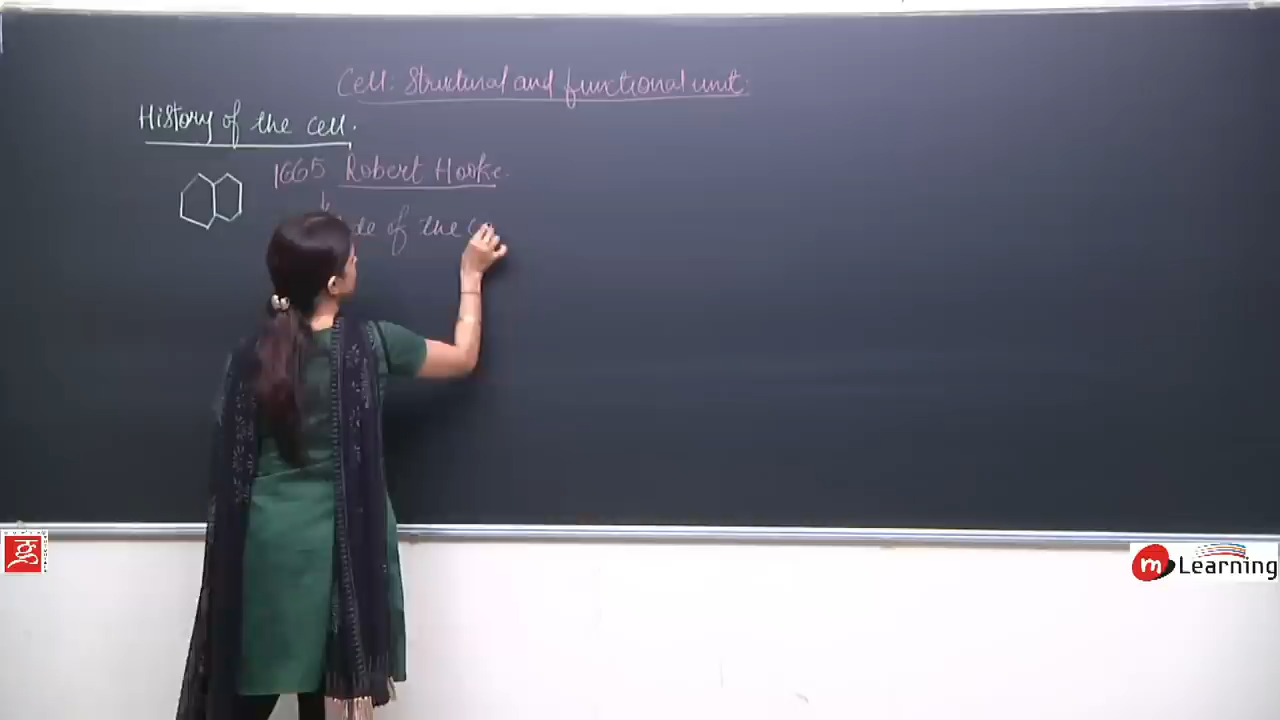 Cell: Structural and functional unit:
History of the cell.
1665 Robert Hooke.
of the
m Learning